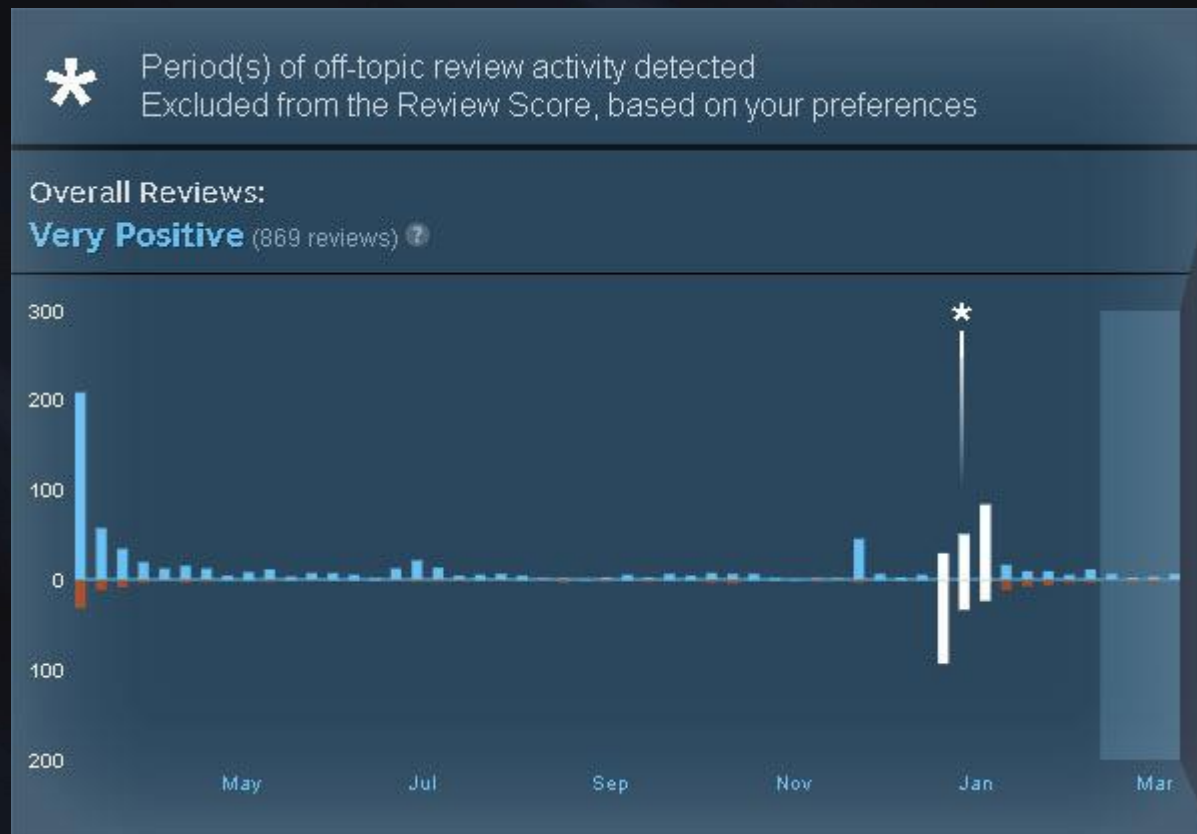 *
Period(s) of off-topic review activity detected
Excluded from the Review Score, based on your preferences
Overall Reviews:
Very Positive (869 reviews) ?
300
*
200
100
0
100
200
May Jul Sep Nov Jan Mar